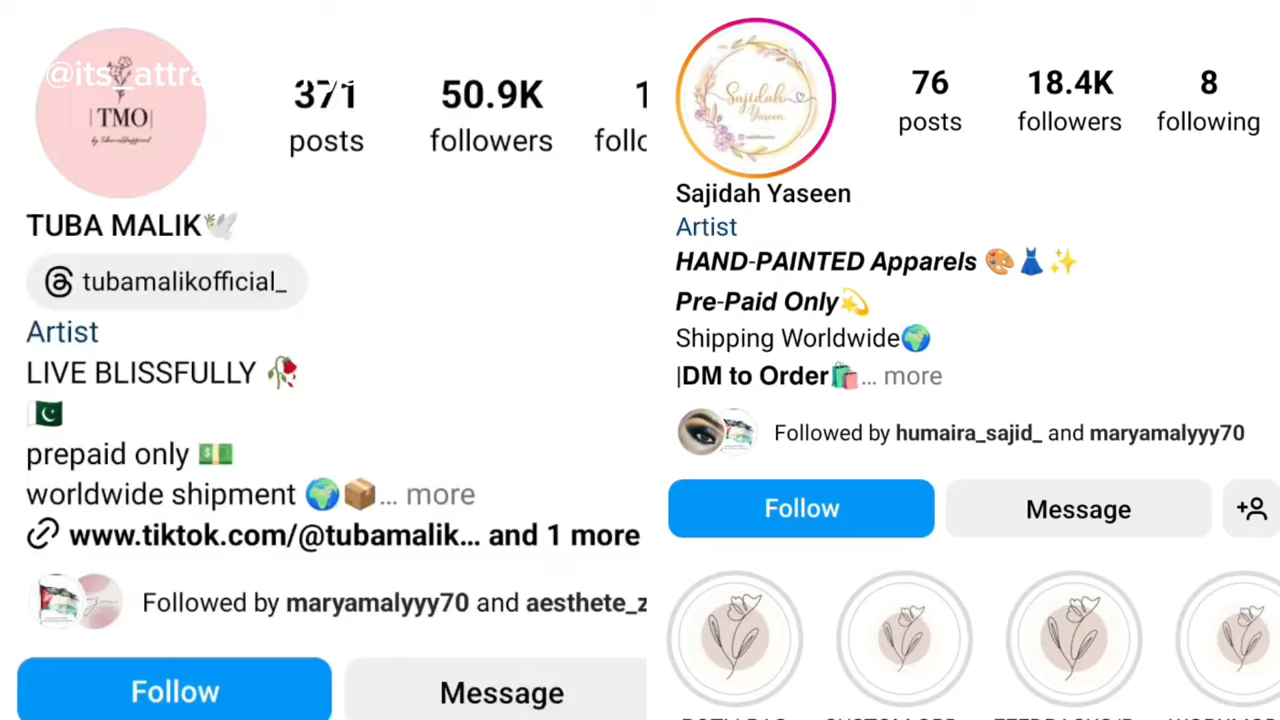 @its_attra
TMO
371
posts
50.9K
followers
1
TUBA MALIK🕊️
tubamalikofficial_
Artist
LIVE BLISSFULLY 🥀
🇵🇰
prepaid only 💵
worldwide shipment 🌍📦... more
www.tiktok.com/@tubamalik... and 1 more
Followed by maryamalyyy70 and aesthete_z
Follow
Message
Sajidah
Yaseen
76
posts
18.4K
followers
8
following
Sajidah Yaseen
Artist
HAND-PAINTED Apparels 🎨👗✨
Pre-Paid Only💫
Shipping Worldwide🌍
|DM to Order🛍️... more
Followed by humaira_sajid_ and maryamalyyy70
Follow
Message